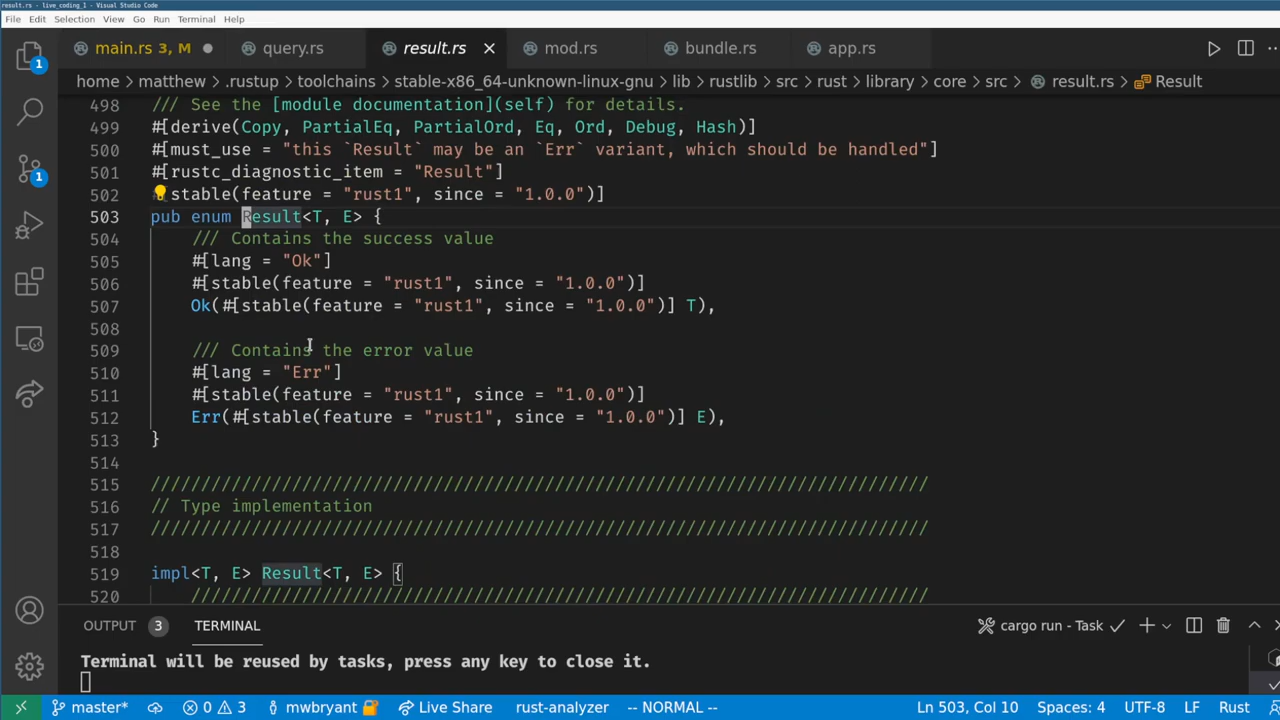 result.rs - live_coding_1 - Visual Studio Code
File Edit Selection View Go Run Terminal Help
main.rs 3, M query.rs result.rs mod.rs bundle.rs app.rs
home > matthew > .rustup > toolchains > stable-x86_64-unknown-linux-gnu > lib > rustlib > src > rust > library > core > src > result.rs > Result
498 /// See the [module documentation](self) for details.
499 #[derive(Copy, PartialEq, PartialOrd, Eq, Ord, Debug, Hash)]
500 #[must_use = "this `Result` may be an `Err` variant, which should be handled"]
501 #[rustc_diagnostic_item = "Result"]
502 stable(feature = "rust1", since = "1.0.0")]
503 pub enum Result<T, E> {
504 /// Contains the success value
505 #[lang = "Ok"]
506 #[stable(feature = "rust1", since = "1.0.0")]
507 Ok(#[stable(feature = "rust1", since = "1.0.0")] T),
508
509 /// Contains the error value
510 #[lang = "Err"]
511 #[stable(feature = "rust1", since = "1.0.0")]
512 Err(#[stable(feature = "rust1", since = "1.0.0")] E),
513 }
514
515 /////////////////////////////////////////////////////////////////////////////
516 // Type implementation
517 /////////////////////////////////////////////////////////////////////////////
518
519 impl<T, E> Result<T, E> {
520 /////////////////////////////////////////////////////////////////////////
1
1
OUTPUT 3 TERMINAL cargo run - Task
Terminal will be reused by tasks, press any key to close it.
master* 0 3 mwbryant Live Share rust-analyzer -- NORMAL -- Ln 503, Col 10 Spaces: 4 UTF-8 LF Rust